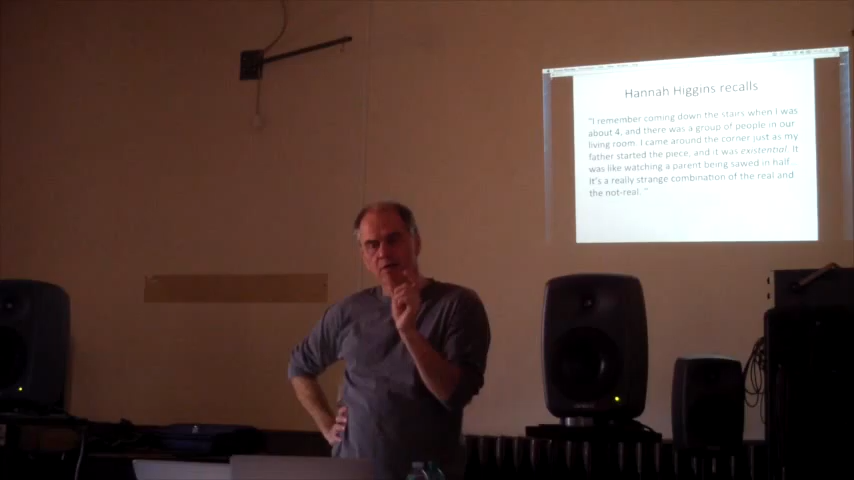 Hannah Higgins recalls
"I remember coming down the stairs when I was
about 4, and there was a group of people in our
living room. I came around the corner just as my
father started the piece, and it was existential. It
was like watching a parent being sawed in half.
It's a really strange combination of the real and
the not-real."